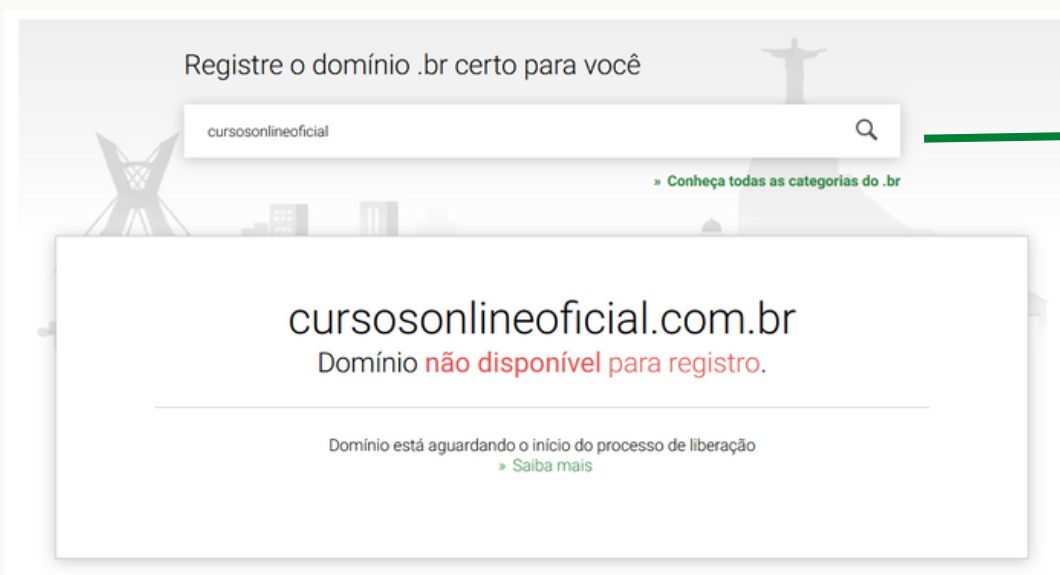 Registre o domínio .br certo para você
cursosonlineoficial
» Conheça todas as categorias do .br
cursosonlineoficial.com.br
Domínio não disponível para registro.
Domínio está aguardando o início do processo de liberação
» Saiba mais